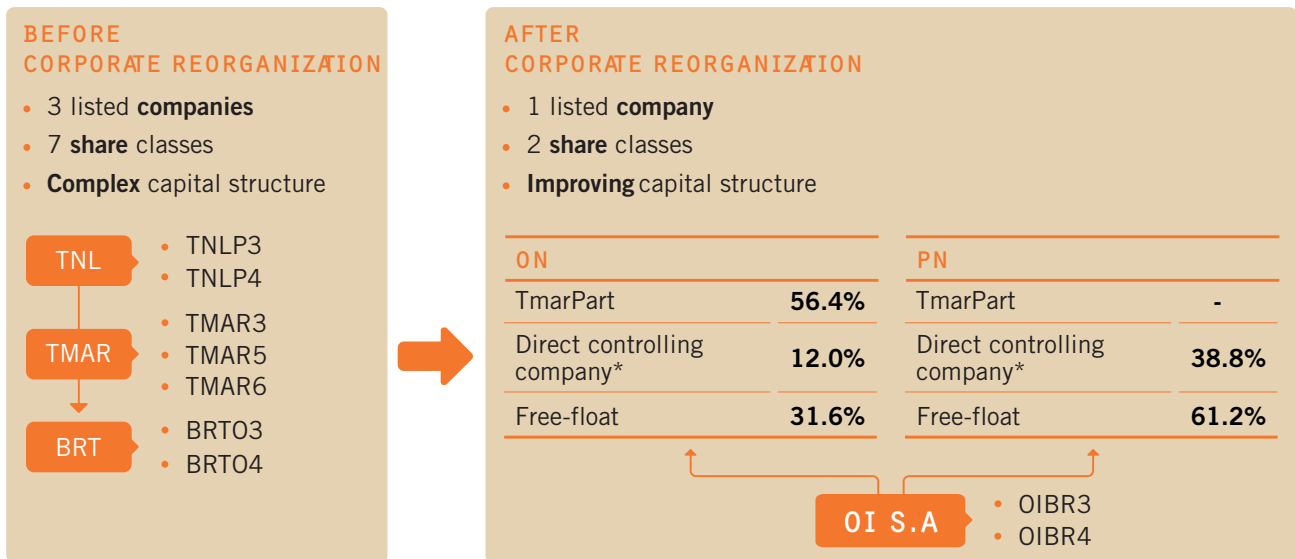 BEFORE
CORPORATE REORGANIZATION
• 3 listed companies
• 7 share classes
• Complex capital structure
TNL
• TNLP3
• TNLP4
TMAR
• TMAR3
• TMAR5
• TMAR6
BRT
• BRTO3
• BRTO4
AFTER
CORPORATE REORGANIZATION
• 1 listed company
• 2 share classes
• Improving capital structure
ON
TmarPart 56.4%
Direct controlling
company* 12.0%
Free-float 31.6%
PN
TmarPart -
Direct controlling
company* 38.8%
Free-float 61.2%
OI S.A
• OIBR3
• OIBR4